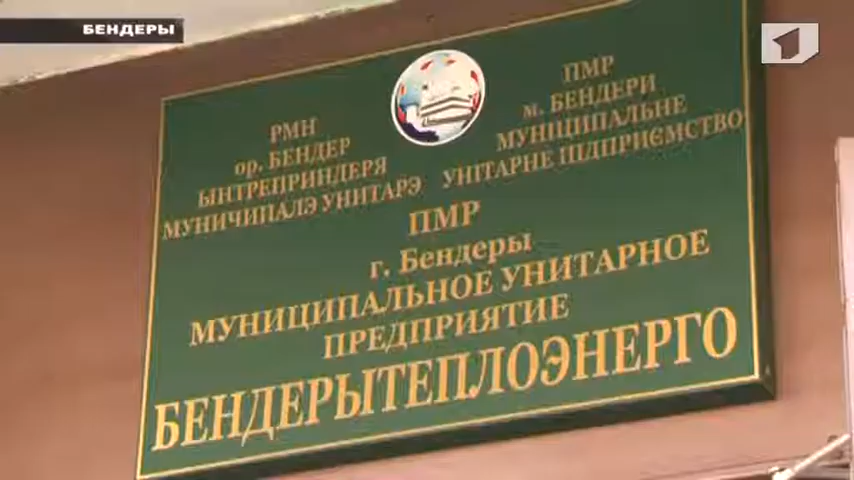 БЕНДЕРЫ
РМН
ор. БЕНДЕР
ЫНТРЕПРИНДЕРЯ
МУНИЧИПАЛЭ УНИТАРЭ
ПМР
м. БЕНДЕРИ
МУНІЦИПАЛЬНЕ
УНІТАРНЕ ПІДПРИЄМСТВО
ПМР
г. Бендеры
МУНИЦИПАЛЬНОЕ УНИТАРНОЕ
ПРЕДПРИЯТИЕ
БЕНДЕРЫТЕПЛОЭНЕРГО